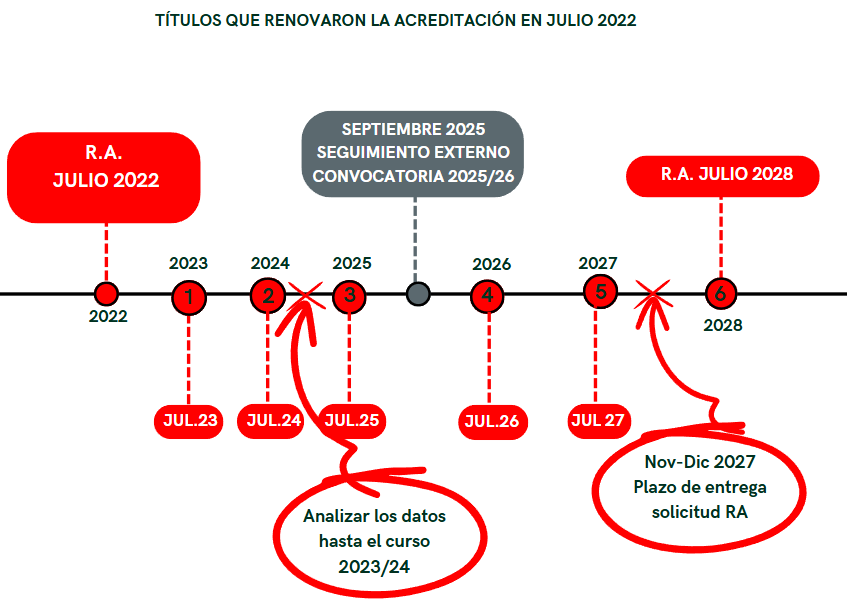 TÍTULOS QUE RENOVARON LA ACREDITACIÓN EN JULIO 2022
R.A.
JULIO 2022
SEPTIEMBRE 2025
SEGUIMIENTO EXTERNO
CONVOCATORIA 2025/26
R.A. JULIO 2028
2023
2024
2025
2026
2027
1
2
3
4
5
6
2022
2028
JUL.23
JUL.24
JUL.25
JUL.26
JUL 27
Nov-Dic 2027
Plazo de entrega
solicitud RA
Analizar los datos
hasta el curso
2023/24